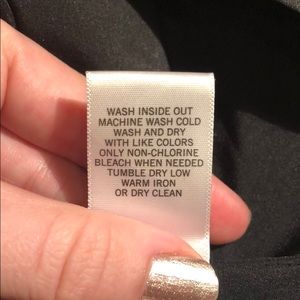 WASH INSIDE OUT
MACHINE WASH COLD
WASH AND DRY
WITH LIKE COLORS
ONLY NON-CHLORINE
BLEACH WHEN NEEDED
TUMBLE DRY LOW
WARM IRON
OR DRY CLEAN